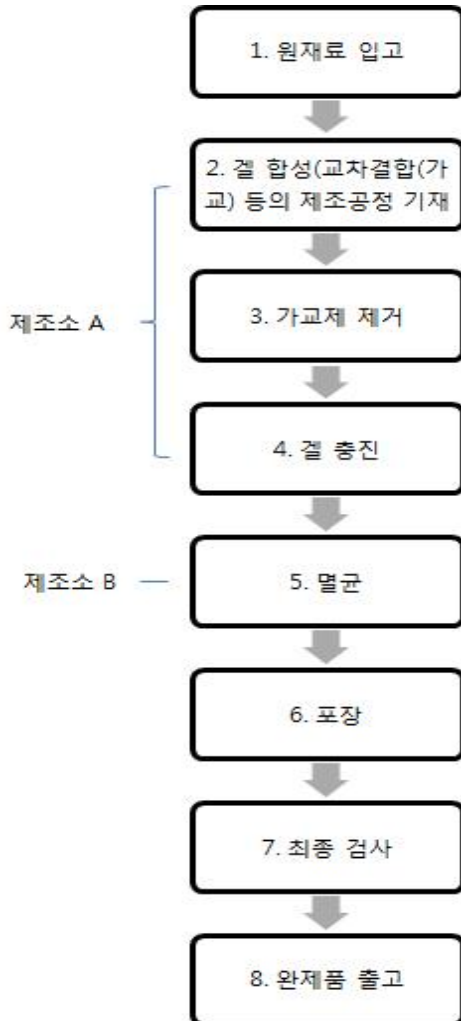 1. 원재료 입고
2. 겔 합성(교차결합(가
교) 등의 제조공정 기재
제조소 A
3. 가교제 제거
4. 겔 충진
제조소 B
5. 멸균
6. 포장
7. 최종 검사
8. 완제품 출고